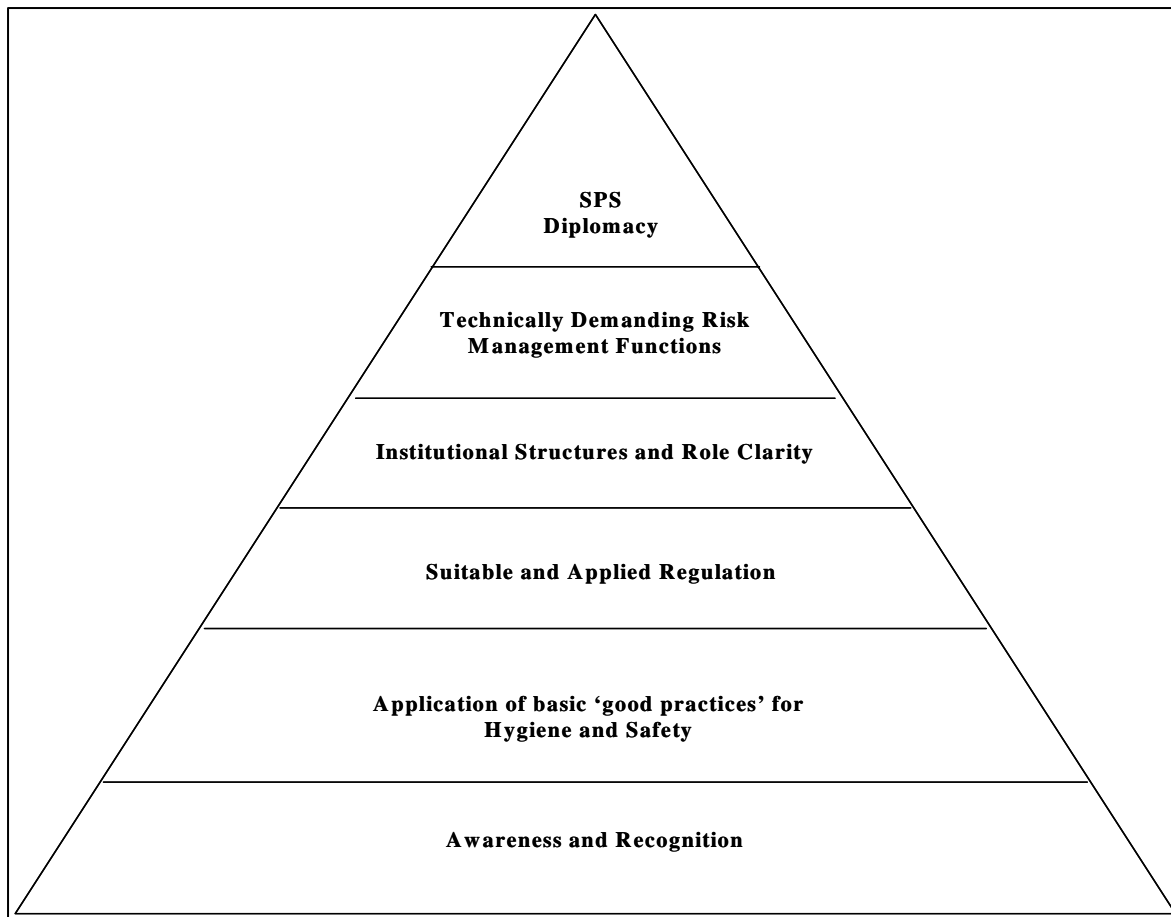 SPS
Diplomacy
Technically Demanding Risk
Management Functions
Institutional Structures and Role Clarity
Suitable and Applied Regulation
Application of basic ‘good practices’ for
Hygiene and Safety
Awareness and Recognition